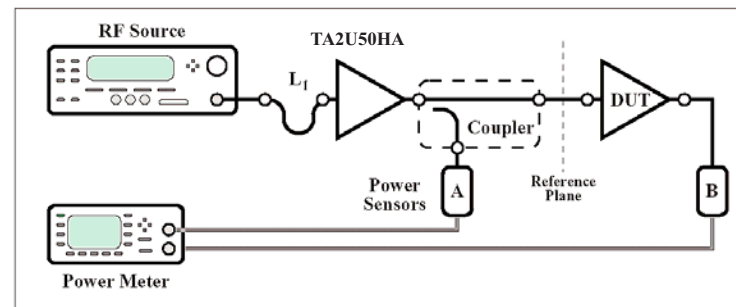 RF Source
TA2U50HA
Lf
DUT
Coupler
Power
Sensors
A
Reference
Plane
B
Power Meter